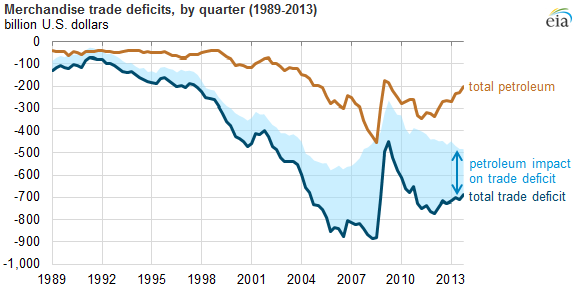 Merchandise trade deficits, by quarter (1989-2013)
billion U.S. dollars
eia
0
-100
-200
-300
-400
-500
-600
-700
-800
-900
-1,000
total petroleum
petroleum impact
on trade deficit
total trade deficit
1989 1992 1995 1998 2001 2004 2007 2010 2013